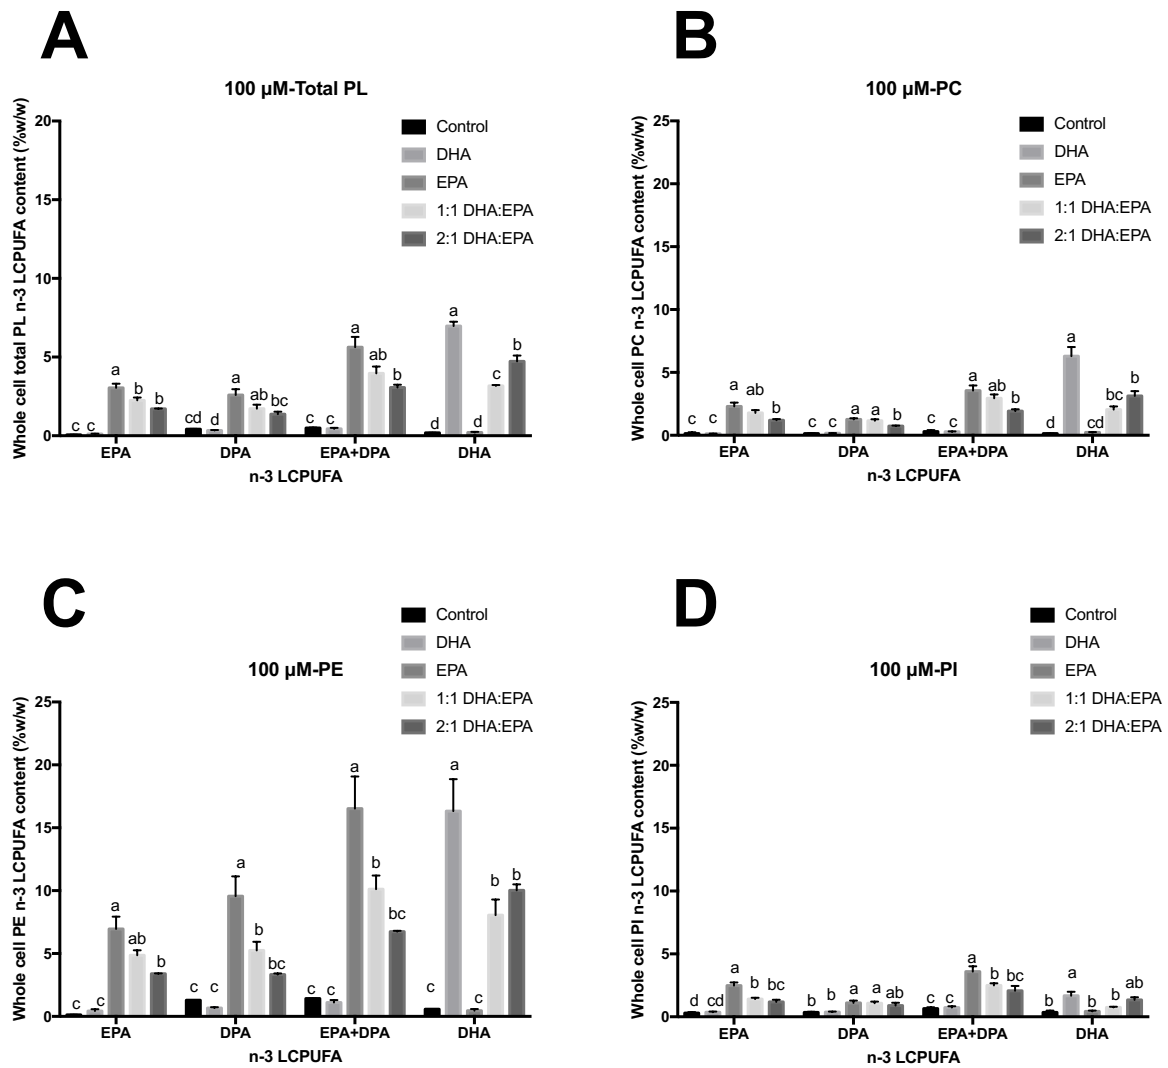 A
100 µM-Total PL
Whole cell total PL n-3 LCPUFA content (%w/w)
20
15
10
5
0
Control
DHA
EPA
1:1 DHA:EPA
2:1 DHA:EPA
c c a b b
cd d a ab bc
c c a ab b
d a d c b
EPA DPA EPA+DPA DHA
n-3 LCPUFA
B
100 µM-PC
Whole cell PC n-3 LCPUFA content (%w/w)
25
20
15
10
5
0
Control
DHA
EPA
1:1 DHA:EPA
2:1 DHA:EPA
c c a ab b
c c a a b
c c a ab b
d a cd bc b
EPA DPA EPA+DPA DHA
n-3 LCPUFA
C
100 µM-PE
Whole cell PE n-3 LCPUFA content (%w/w)
25
20
15
10
5
0
Control
DHA
EPA
1:1 DHA:EPA
2:1 DHA:EPA
c c a ab b
c c a b bc
c c a b bc
c a c b b
EPA DPA EPA+DPA DHA
n-3 LCPUFA
D
100 µM-PI
Whole cell PI n-3 LCPUFA content (%w/w)
25
20
15
10
5
0
Control
DHA
EPA
1:1 DHA:EPA
2:1 DHA:EPA
d cd a b bc
b b a a ab
c c a b bc
b a b b ab
EPA DPA EPA+DPA DHA
n-3 LCPUFA